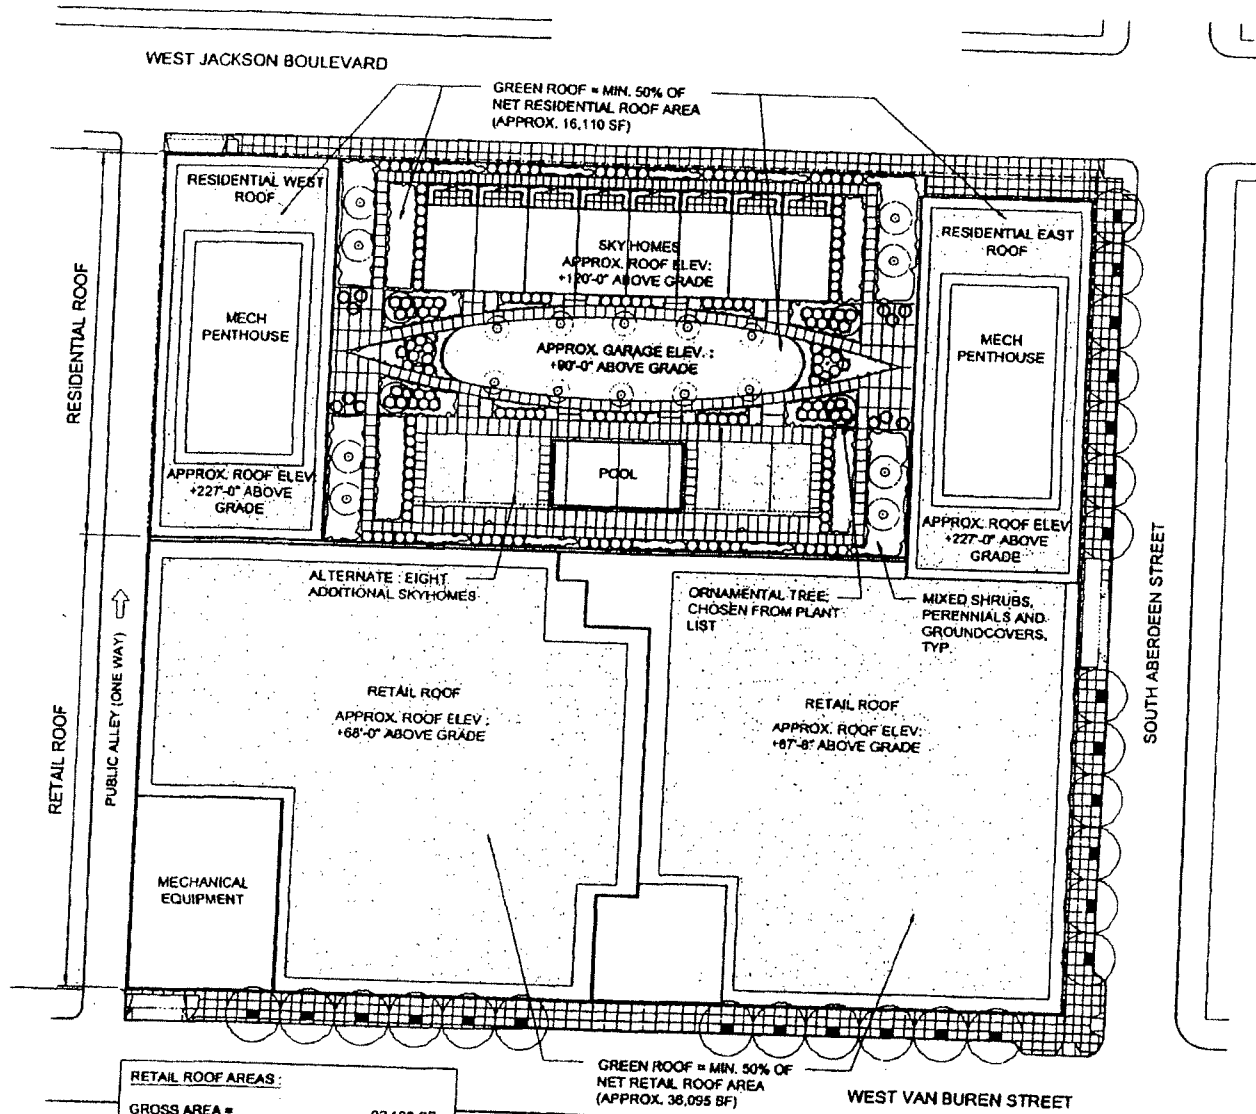 WEST JACKSON BOULEVARD
GREEN ROOF = MIN. 50% OF
NET RESIDENTIAL ROOF AREA
(APPROX. 16,110 SF)
RESIDENTIAL WEST
ROOF
SKY HOMES
APPROX. ROOF ELEV:
+120'-0" ABOVE GRADE
RESIDENTIAL EAST
ROOF
MECH
PENTHOUSE
APPROX. GARAGE ELEV. :
+90'-0" ABOVE GRADE
MECH
PENTHOUSE
RESIDENTIAL ROOF
POOL
APPROX. ROOF ELEV:
+227'-0" ABOVE
GRADE
APPROX. ROOF ELEV
+227'-0" ABOVE
GRADE
ALTERNATE : EIGHT
ADDITIONAL SKYHOMES
ORNAMENTAL TREE;
CHOSEN FROM PLANT
LIST
MIXED SHRUBS,
PERENNIALS AND
GROUNDCOVERS,
TYP.
SOUTH ABERDEEN STREET
PUBLIC ALLEY (ONE WAY)
RETAIL ROOF
RETAIL ROOF
APPROX. ROOF ELEV :
+68'-0" ABOVE GRADE
RETAIL ROOF
APPROX. ROOF ELEV:
+67'-8" ABOVE GRADE
MECHANICAL
EQUIPMENT
GREEN ROOF = MIN. 50% OF
NET RETAIL ROOF AREA
(APPROX. 36,095 SF)
WEST VAN BUREN STREET
RETAIL ROOF AREAS :
GROSS AREA =